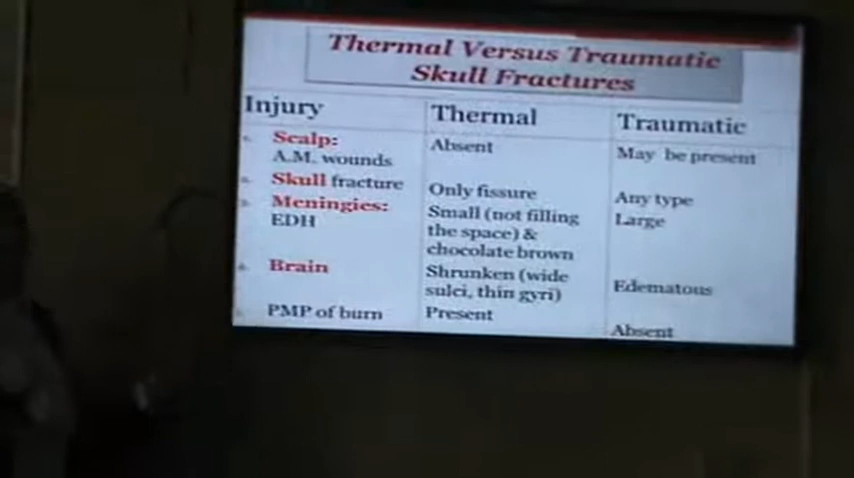 Thermal Versus Traumatic
Skull Fractures
Injury Thermal Traumatic
Scalp: Absent May be present
A.M. wounds
Skull fracture Only fissure Any type
Meningies: Small (not filling Large
EDH the space) &
chocolate brown
Brain Shrunken (wide Edematous
sulci, thin gyri)
PMP of burn Present Absent